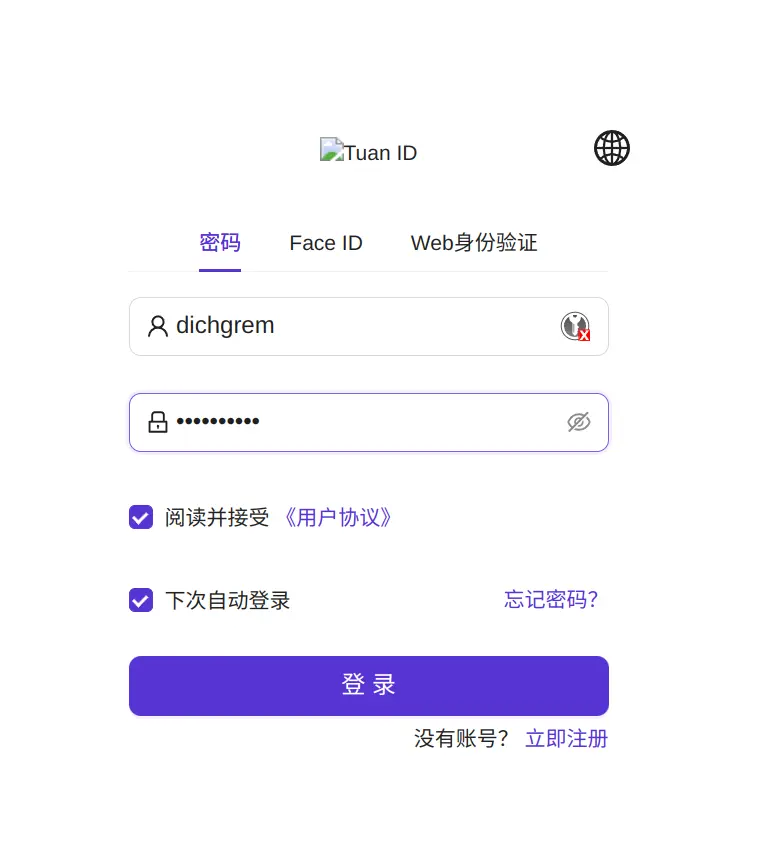 Tuan ID
密码 Face ID Web身份验证
dichgrem
••••••••••
阅读并接受 《用户协议》
下次自动登录 忘记密码？
登 录
没有账号？ 立即注册